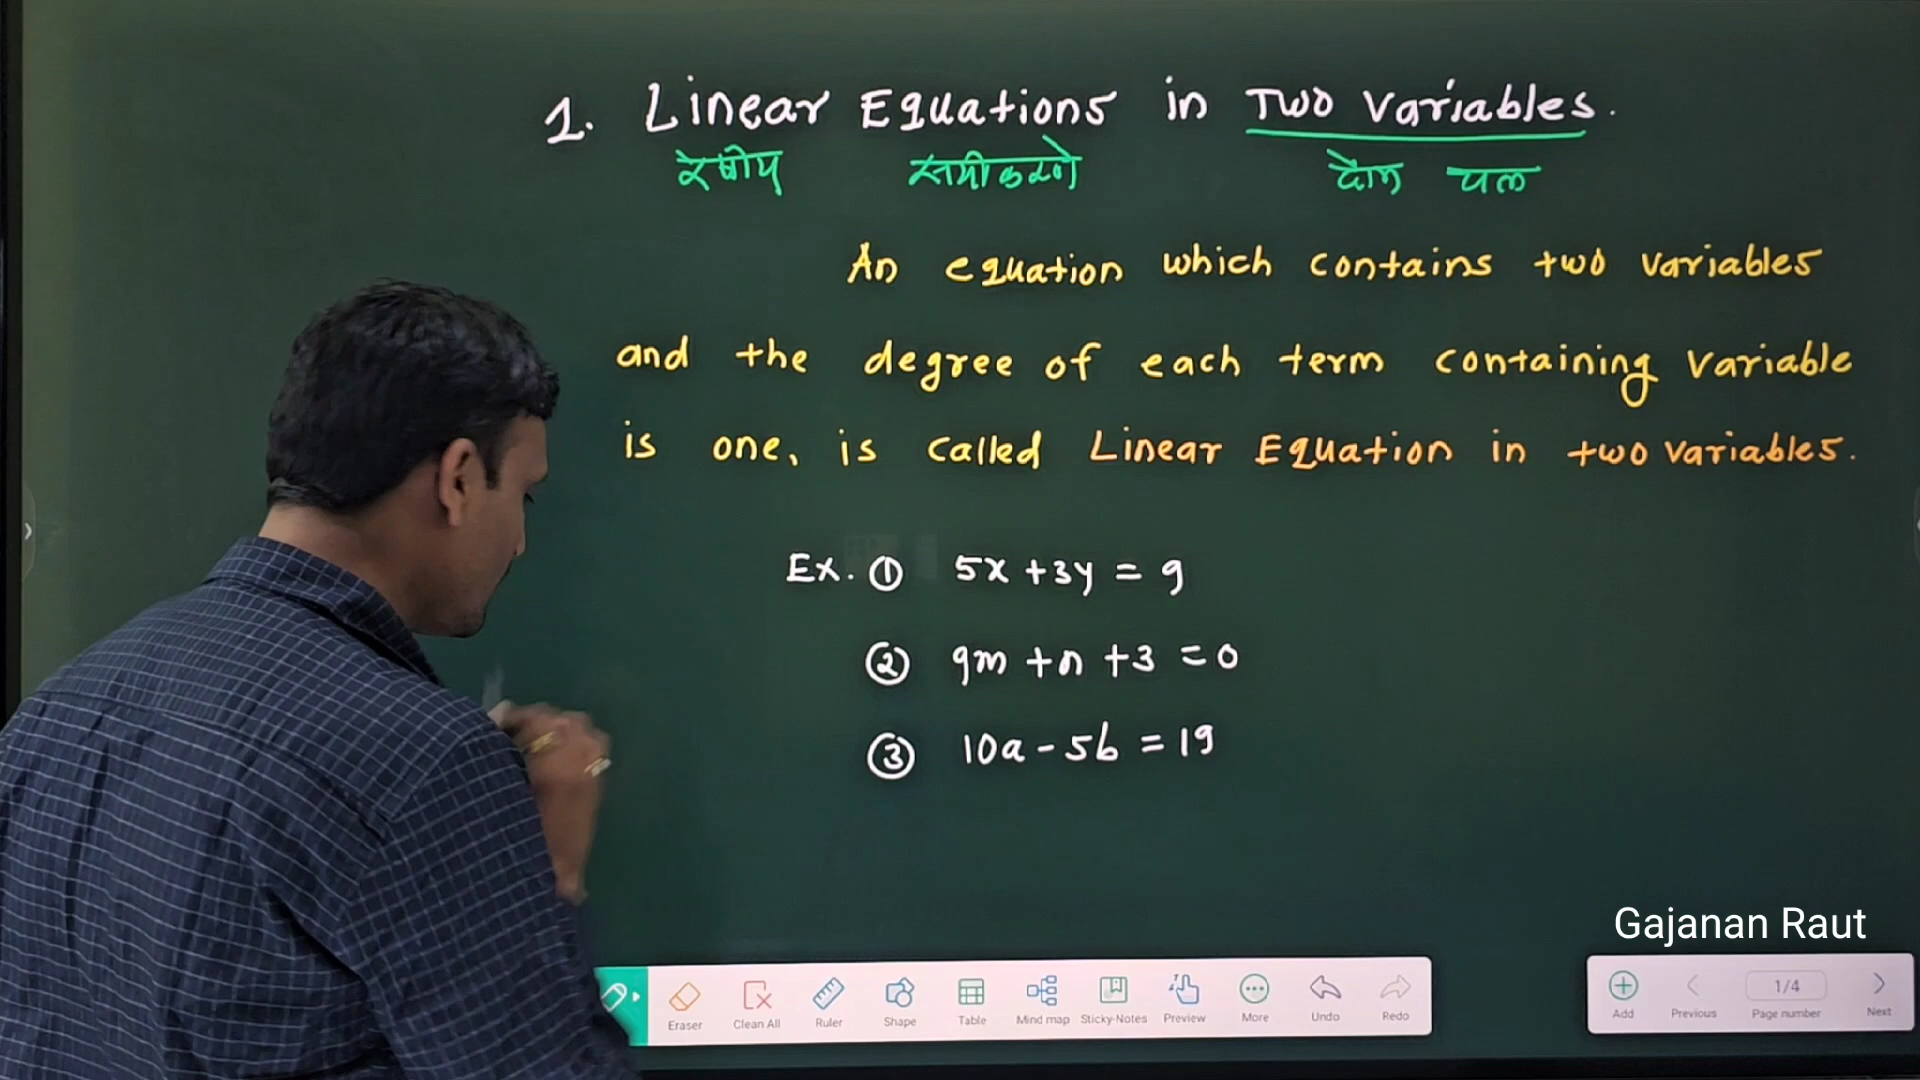 1. Linear Equations in Two Variables.
रेषीय समीकरणे दोन चल
An equation which contains two variables
and the degree of each term containing variable
is one, is called Linear Equation in two variables.
Ex. ① 5x + 3y = 9
② 9m + n + 3 = 0
③ 10a - 5b = 19
Gajanan Raut
Eraser Clean All Ruler Shape Table Mind map Sticky-Notes Preview More Undo Redo
Add Previous 1/4 Page number Next